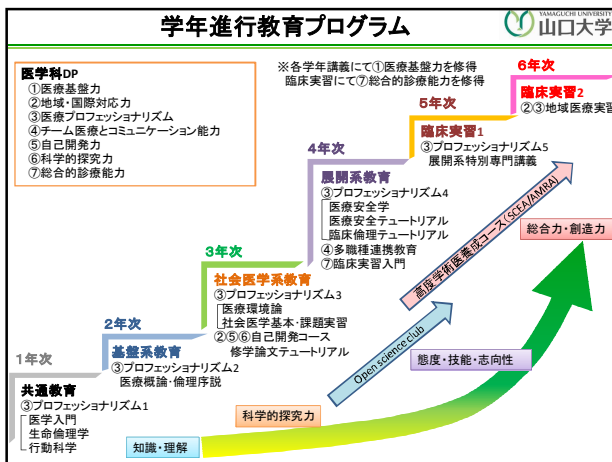 学年進行教育プログラム
YAMAGUCHI UNIVERSITY
山口大学
医学科DP
①医療基盤力
②地域・国際対応力
③医療プロフェッショナリズム
④チーム医療とコミュニケーション能力
⑤自己開発力
⑥科学的探究力
⑦総合的診療能力
※各学年講義にて①医療基盤力を修得
臨床実習にて⑦総合的診療能力を修得
6年次
臨床実習2
②③地域医療実習
5年次
臨床実習1
③プロフェッショナリズム5
展開系特別専門講義
4年次
展開系教育
③プロフェッショナリズム4
医療安全学
医療安全テュートリアル
臨床倫理テュートリアル
④多職種連携教育
⑦臨床実習入門
3年次
社会医学系教育
③プロフェッショナリズム3
医療環境論
社会医学基本・課題実習
②⑤⑥自己開発コース
修学論文テュートリアル
2年次
基盤系教育
③プロフェッショナリズム2
医療概論・倫理序説
1年次
共通教育
③プロフェッショナリズム1
医学入門
生命倫理学
行動科学
高度学術医養成コース(SCEA/AMRA)
Open science club
総合力・創造力
態度・技能・志向性
科学的探究力
知識・理解